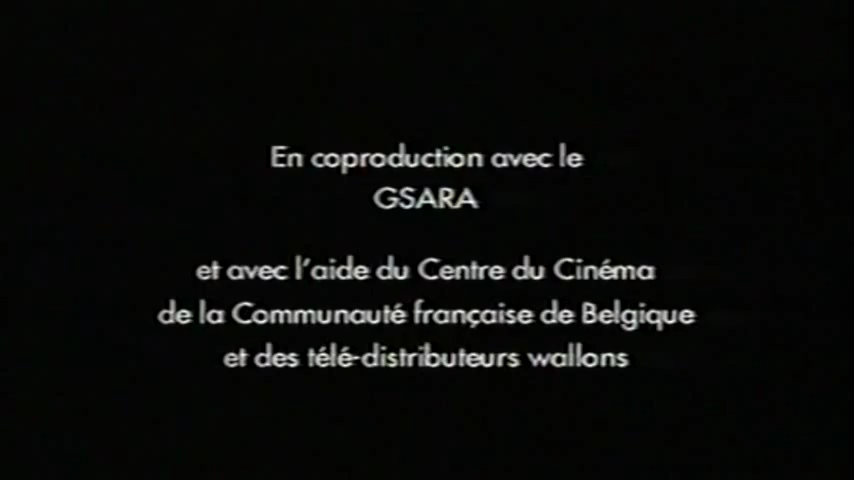 En coproduction avec le
GSARA
et avec l'aide du Centre du Cinéma
de la Communauté française de Belgique
et des télé-distributeurs wallons